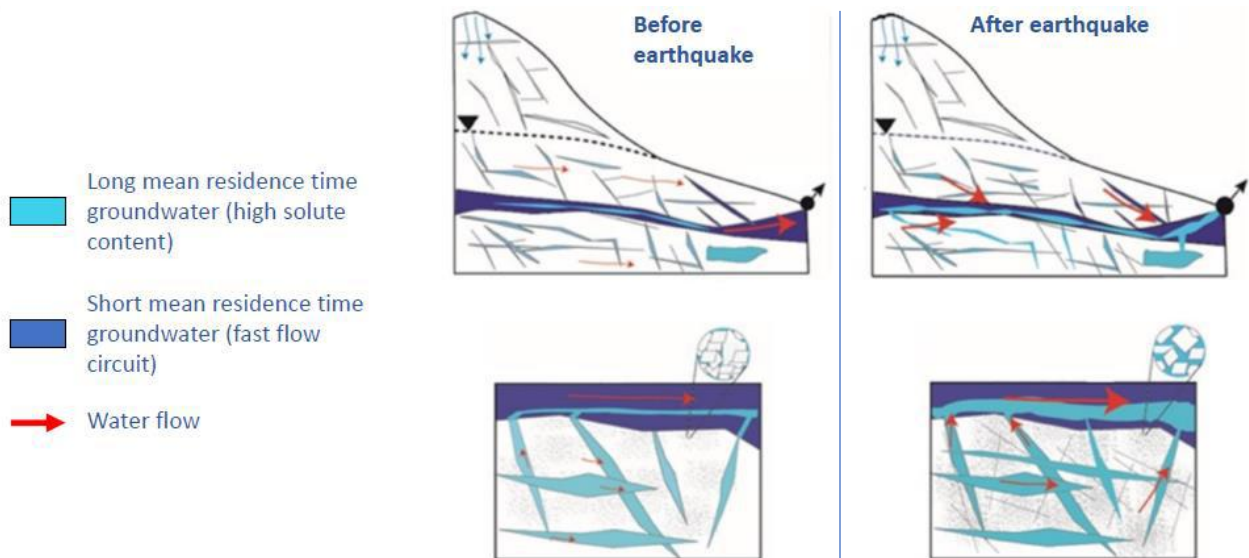 Before
earthquake
After earthquake
Long mean residence time
groundwater (high solute
content)
Short mean residence time
groundwater (fast flow
circuit)
Water flow